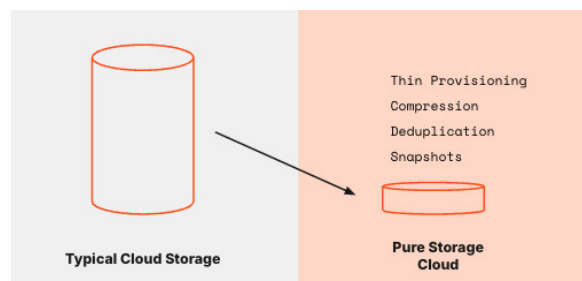 Thin Provisioning
Compression
Deduplication
Snapshots
Typical Cloud Storage
Pure Storage
Cloud